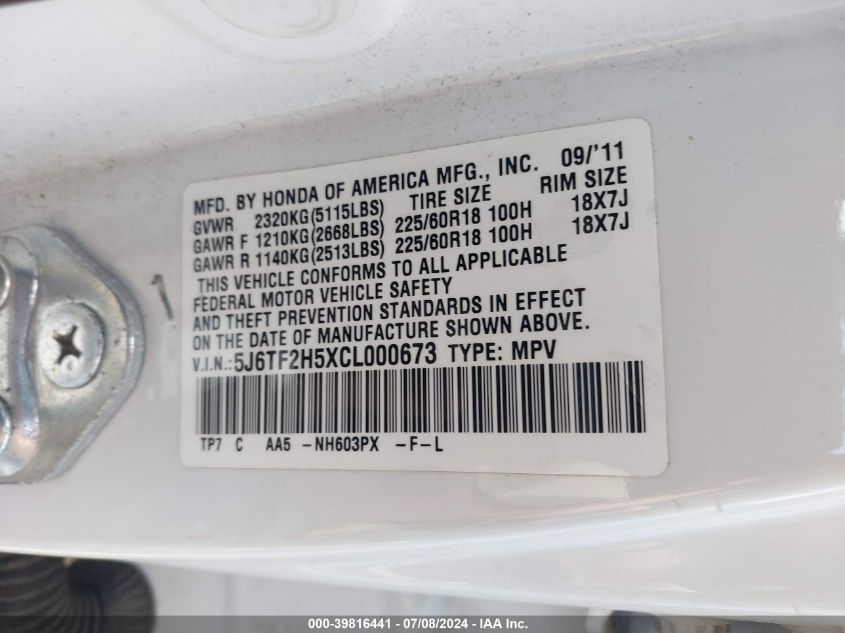 MFD. BY HONDA OF AMERICA MFG., INC. 09/'11
GVWR 2320KG(5115LBS) TIRE SIZE RIM SIZE
GAWR F 1210KG(2668LBS) 225/60R18 100H 18X7J
GAWR R 1140KG(2513LBS) 225/60R18 100H 18X7J
THIS VEHICLE CONFORMS TO ALL APPLICABLE
FEDERAL MOTOR VEHICLE SAFETY
AND THEFT PREVENTION STANDARDS IN EFFECT
ON THE DATE OF MANUFACTURE SHOWN ABOVE.
V.I.N.:5J6TF2H5XCL000673 TYPE: MPV
TP7 C AA5 -NH603PX -F-L
000-39816441 - 07/08/2024 - IAA Inc.